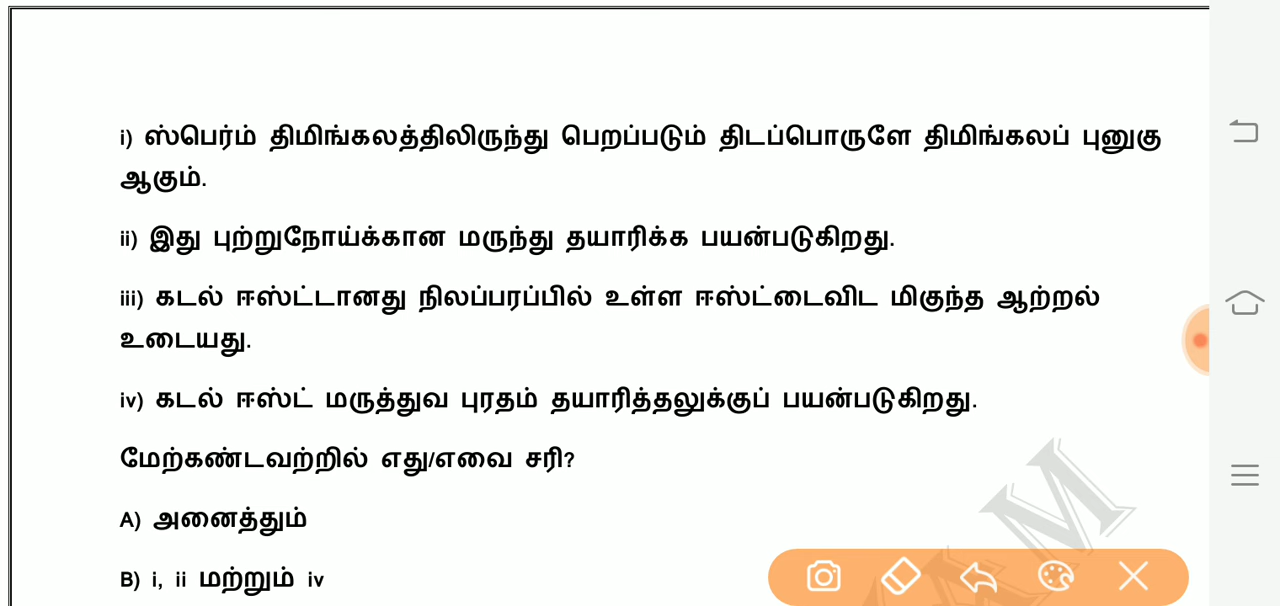 i) ஸ்பெர்ம் திமிங்கலத்திலிருந்து பெறப்படும் திடப்பொருளே திமிங்கலப் புனுகு
ஆகும்.
ii) இது புற்றுநோய்க்கான மருந்து தயாரிக்க பயன்படுகிறது.
iii) கடல் ஈஸ்ட்டானது நிலப்பரப்பில் உள்ள ஈஸ்ட்டைவிட மிகுந்த ஆற்றல்
உடையது.
iv) கடல் ஈஸ்ட் மருத்துவ புரதம் தயாரித்தலுக்குப் பயன்படுகிறது.
மேற்கண்டவற்றில் எது/எவை சரி?
A) அனைத்தும்
B) i, ii மற்றும் iv